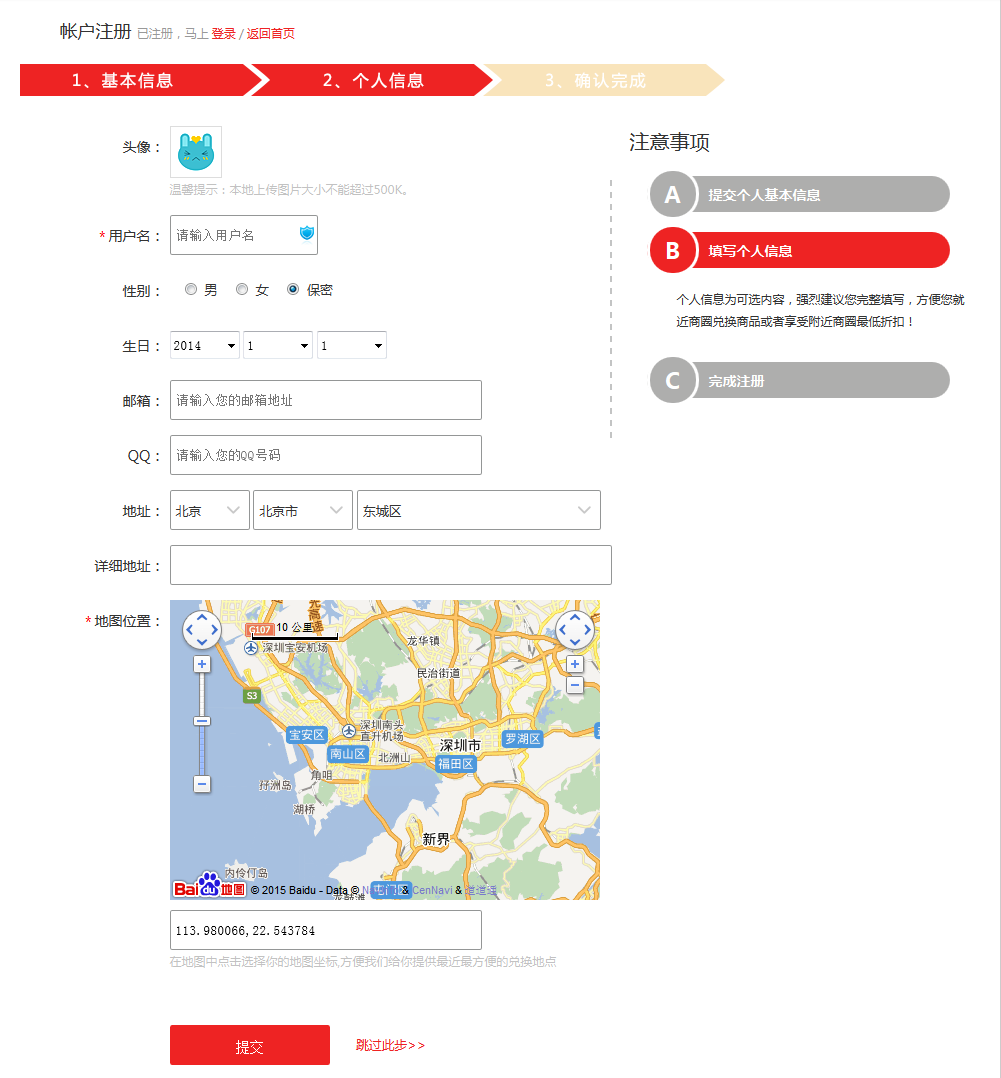 帐户注册 已注册，马上 登录 / 返回首页
1、基本信息 2、个人信息 3、确认完成
头像：
温馨提示：本地上传图片大小不能超过500K。
*用户名： 请输入用户名
性别： 男 女 保密
生日： 2014 1 1
邮箱： 请输入您的邮箱地址
QQ： 请输入您的QQ号码
地址： 北京 北京市 东城区
详细地址：
*地图位置：
G107 10 公里
深圳宝安机场
龙华镇
民治街道
S3
宝安区
深圳南头
直升机场
南山区
北洲山
深圳市
罗湖区
福田区
角咀
孖洲岛
湖桥
新界
内伶仃岛
Bai du 地图 © 2015 Baidu - Data © & CenNavi & 道道通
113.980066,22.543784
在地图中点击选择你的地图坐标,方便我们给你提供最近最方便的兑换地点
提交 跳过此步>>
注意事项
A 提交个人基本信息
B 填写个人信息
个人信息为可选内容，强烈建议您完整填写，方便您就
近商圈兑换商品或者享受附近商圈最低折扣！
C 完成注册